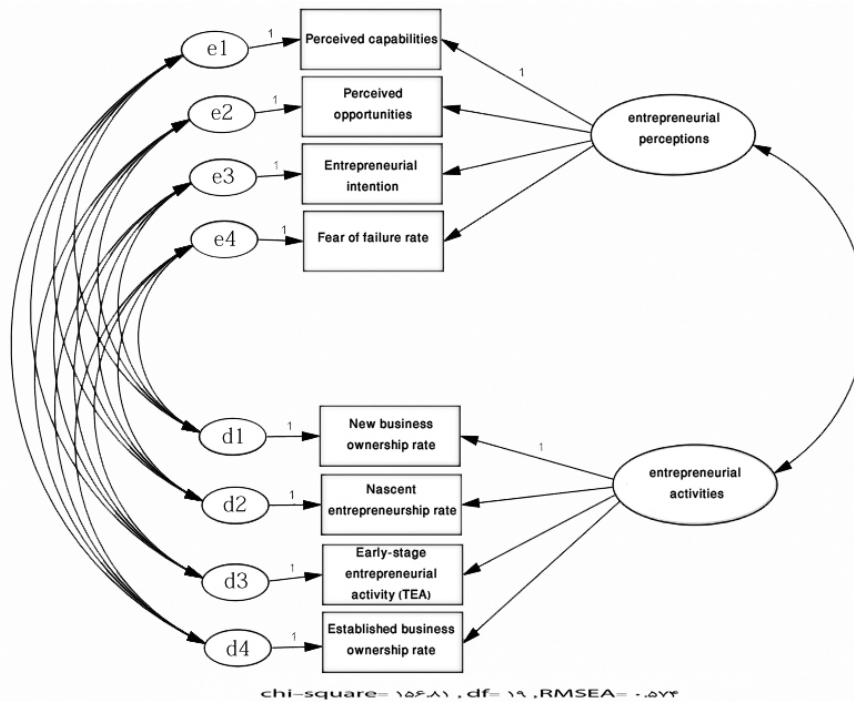 e1
1
Perceived capabilities
1
e2
1
Perceived
opportunities
e3
1
Entrepreneurial
intention
e4
1
Fear of failure rate
entrepreneurial
perceptions
d1
1
New business
ownership rate
1
d2
1
Nascent
entrepreneurship rate
d3
1
Early-stage
entrepreneurial
activity (TEA)
d4
1
Established business
ownership rate
entrepreneurial
activities
chi-square= ۱۵۶.۸۱ , df= ۱۹ ,RMSEA= ۰.۵۷۴